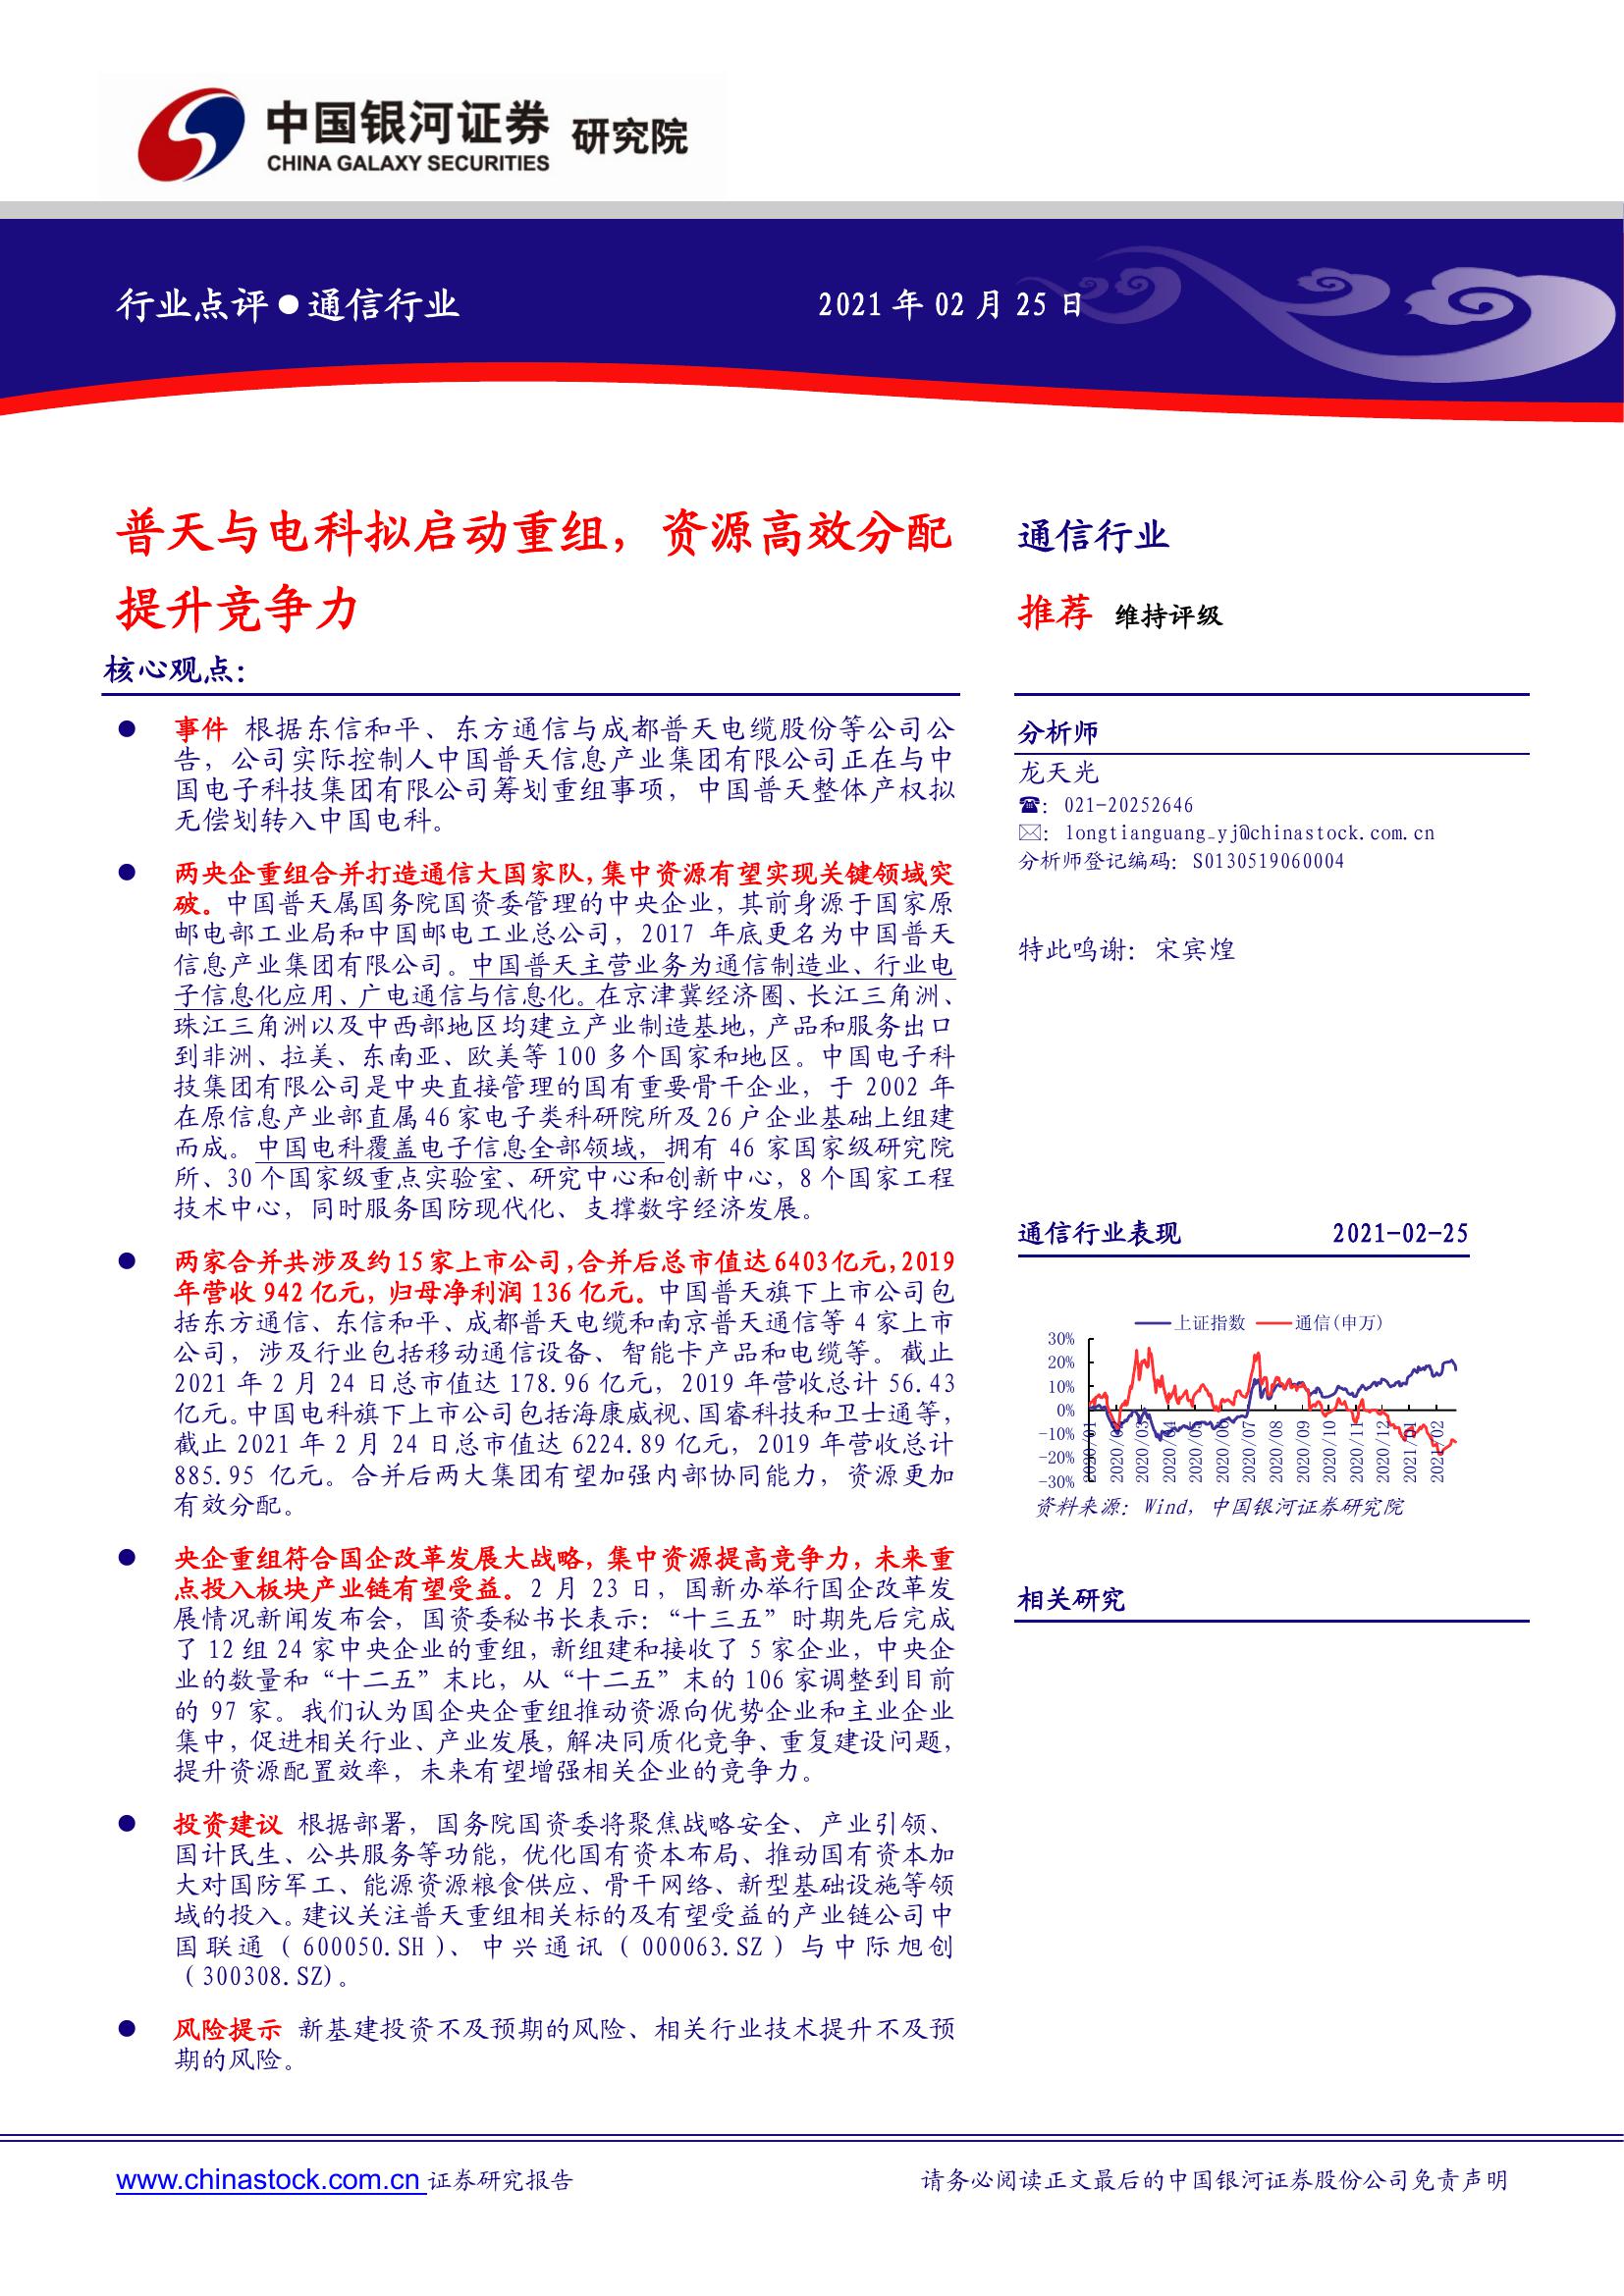 中国银河证券 研究院
CHINA GALAXY SECURITIES
行业点评●通信行业
2021 年 02 月 25 日
普天与电科拟启动重组，资源高效分配
提升竞争力
核心观点：
● 事件 根据东信和平、东方通信与成都普天电缆股份等公司公
告，公司实际控制人中国普天信息产业集团有限公司正在与中
国电子科技集团有限公司筹划重组事项，中国普天整体产权拟
无偿划转入中国电科。
● 两央企重组合并打造通信大国家队，集中资源有望实现关键领域突
破。中国普天属国务院国资委管理的中央企业，其前身源于国家原
邮电部工业局和中国邮电工业总公司，2017 年底更名为中国普天
信息产业集团有限公司。中国普天主营业务为通信制造业、行业电
子信息化应用、广电通信与信息化。在京津冀经济圈、长江三角洲、
珠江三角洲以及中西部地区均建立产业制造基地，产品和服务出口
到非洲、拉美、东南亚、欧美等 100 多个国家和地区。中国电子科
技集团有限公司是中央直接管理的国有重要骨干企业，于 2002 年
在原信息产业部直属 46 家电子类科研院所及 26 户企业基础上组建
而成。中国电科覆盖电子信息全部领域，拥有 46 家国家级研究院
所、30 个国家级重点实验室、研究中心和创新中心，8 个国家工程
技术中心，同时服务国防现代化、支撑数字经济发展。
● 两家合并共涉及约 15 家上市公司，合并后总市值达 6403 亿元，2019
年营收 942 亿元，归母净利润 136 亿元。中国普天旗下上市公司包
括东方通信、东信和平、成都普天电缆和南京普天通信等 4 家上市
公司，涉及行业包括移动通信设备、智能卡产品和电缆等。截止
2021 年 2 月 24 日总市值达 178.96 亿元，2019 年营收总计 56.43
亿元。中国电科旗下上市公司包括海康威视、国睿科技和卫士通等，
截止 2021 年 2 月 24 日总市值达 6224.89 亿元，2019 年营收总计
885.95 亿元。合并后两大集团有望加强内部协同能力，资源更加
有效分配。
● 央企重组符合国企改革发展大战略，集中资源提高竞争力，未来重
点投入板块产业链有望受益。2 月 23 日，国新办举行国企改革发
展情况新闻发布会，国资委秘书长表示：“十三五”时期先后完成
了 12 组 24 家中央企业的重组，新组建和接收了 5 家企业，中央企
业的数量和“十二五”末比，从“十二五”末的 106 家调整到目前
的 97 家。我们认为国企央企重组推动资源向优势企业和主业企业
集中，促进相关行业、产业发展，解决同质化竞争、重复建设问题，
提升资源配置效率，未来有望增强相关企业的竞争力。
● 投资建议 根据部署，国务院国资委将聚焦战略安全、产业引领、
国计民生、公共服务等功能，优化国有资本布局、推动国有资本加
大对国防军工、能源资源粮食供应、骨干网络、新型基础设施等领
域的投入。建议关注普天重组相关标的及有望受益的产业链公司中
国联通（600050.SH）、中兴通讯（000063.SZ）与中际旭创
（300308.SZ）。
● 风险提示 新基建投资不及预期的风险、相关行业技术提升不及预
期的风险。
通信行业
推荐 维持评级
分析师
龙天光
☎：021-20252646
✉：longtianguang_yj@chinastock.com.cn
分析师登记编码：S0130519060004
特此鸣谢：宋宾煌
通信行业表现 2021-02-25
上证指数 通信(申万)
30%
20%
10%
0%
-10%
-20%
-30%
2020/01 2020/02 2020/03 2020/04 2020/05 2020/06 2020/07 2020/08 2020/09 2020/10 2020/11 2020/12 2021/01 2021/02
资料来源：Wind，中国银河证券研究院
相关研究
www.chinastock.com.cn 证券研究报告
请务必阅读正文最后的中国银河证券股份公司免责声明